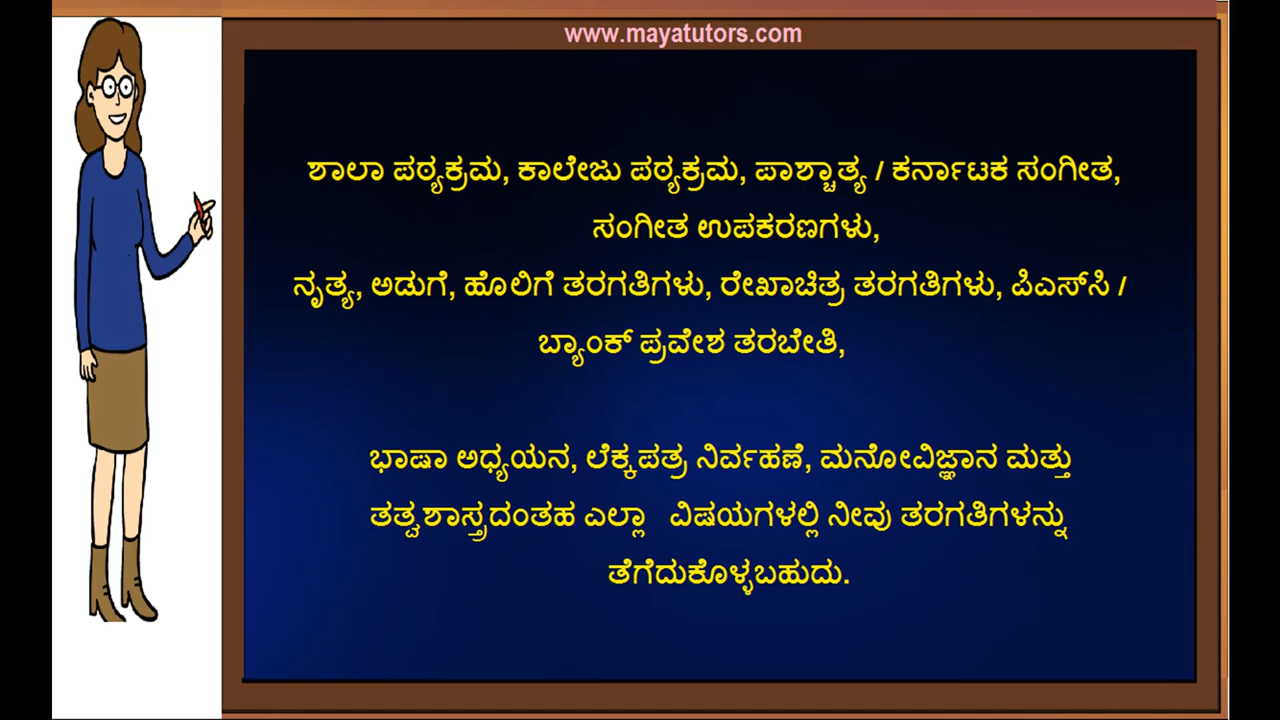 www.mayatutors.com
ಶಾಲಾ ಪಠ್ಯಕ್ರಮ, ಕಾಲೇಜು ಪಠ್ಯಕ್ರಮ, ಪಾಶ್ಚಾತ್ಯ / ಕರ್ನಾಟಕ ಸಂಗೀತ,
ಸಂಗೀತ ಉಪಕರಣಗಳು,
ನೃತ್ಯ, ಅಡುಗೆ, ಹೊಲಿಗೆ ತರಗತಿಗಳು, ರೇಖಾಚಿತ್ರ ತರಗತಿಗಳು, ಪಿಎಸ್‌ಸಿ /
ಬ್ಯಾಂಕ್ ಪ್ರವೇಶ ತರಬೇತಿ,
ಭಾಷಾ ಅಧ್ಯಯನ, ಲೆಕ್ಕಪತ್ರ ನಿರ್ವಹಣೆ, ಮನೋವಿಜ್ಞಾನ ಮತ್ತು
ತತ್ವಶಾಸ್ತ್ರದಂತಹ ಎಲ್ಲಾ ವಿಷಯಗಳಲ್ಲಿ ನೀವು ತರಗತಿಗಳನ್ನು
ತೆಗೆದುಕೊಳ್ಳಬಹುದು.